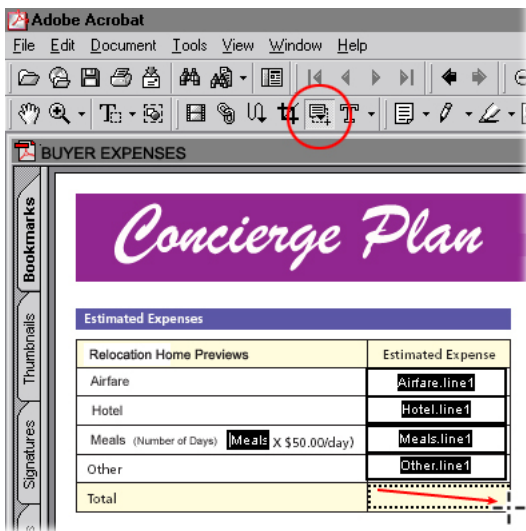 Adobe Acrobat
File Edit Document Tools View Window Help
BUYER EXPENSES
Bookmarks
Thumbnails
Signatures
Concierge Plan
Estimated Expenses
Relocation Home Previews Estimated Expense
Airfare Airfare.line1
Hotel Hotel.line1
Meals (Number of Days) Meals X $50.00/day) Meals.line1
Other Other.line1
Total